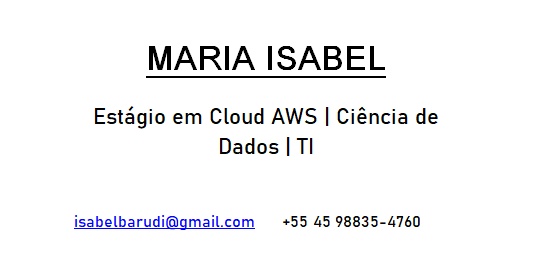 MARIA ISABEL
Estágio em Cloud AWS | Ciência de
Dados | TI
isabelbarudi@gmail.com +55 45 98835-4760